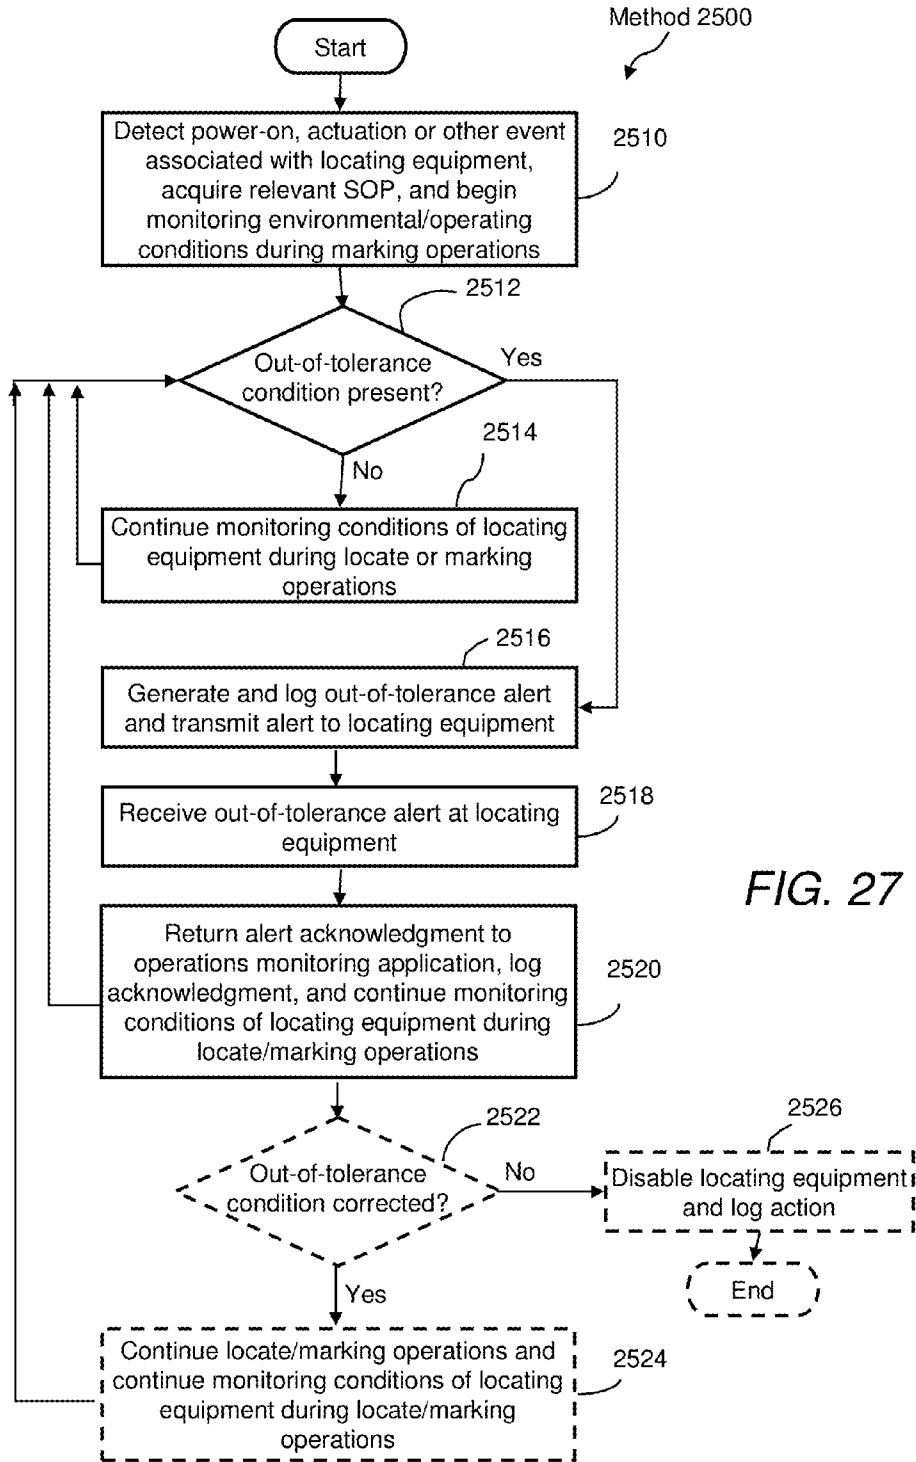 Method 2500
Start
Detect power-on, actuation or other event
associated with locating equipment,
acquire relevant SOP, and begin
monitoring environmental/operating
conditions during marking operations
2510
2512
Out-of-tolerance
condition present?
Yes
No
2514
Continue monitoring conditions of locating
equipment during locate or marking
operations
2516
Generate and log out-of-tolerance alert
and transmit alert to locating equipment
2518
Receive out-of-tolerance alert at locating
equipment
FIG. 27
Return alert acknowledgment to
operations monitoring application, log
acknowledgment, and continue monitoring
conditions of locating equipment during
locate/marking operations
2520
2522
Out-of-tolerance
condition corrected?
No
2526
Disable locating equipment
and log action
End
Yes
Continue locate/marking operations and
continue monitoring conditions of locating
equipment during locate/marking
operations
2524